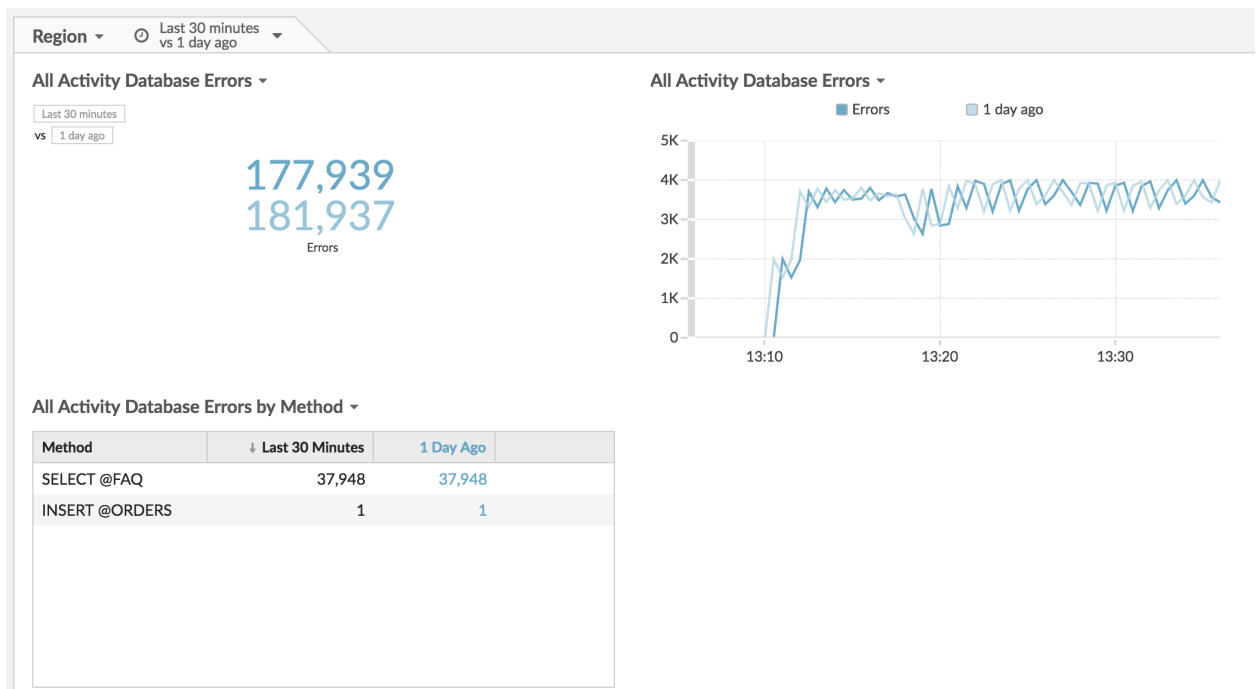 Region
Last 30 minutes
vs 1 day ago
All Activity Database Errors
Last 30 minutes
vs 1 day ago
177,939
181,937
Errors
All Activity Database Errors
Errors 1 day ago
5K
4K
3K
2K
1K
0
13:10 13:20 13:30
All Activity Database Errors by Method
Method ↓ Last 30 Minutes 1 Day Ago
SELECT @FAQ 37,948 37,948
INSERT @ORDERS 1 1